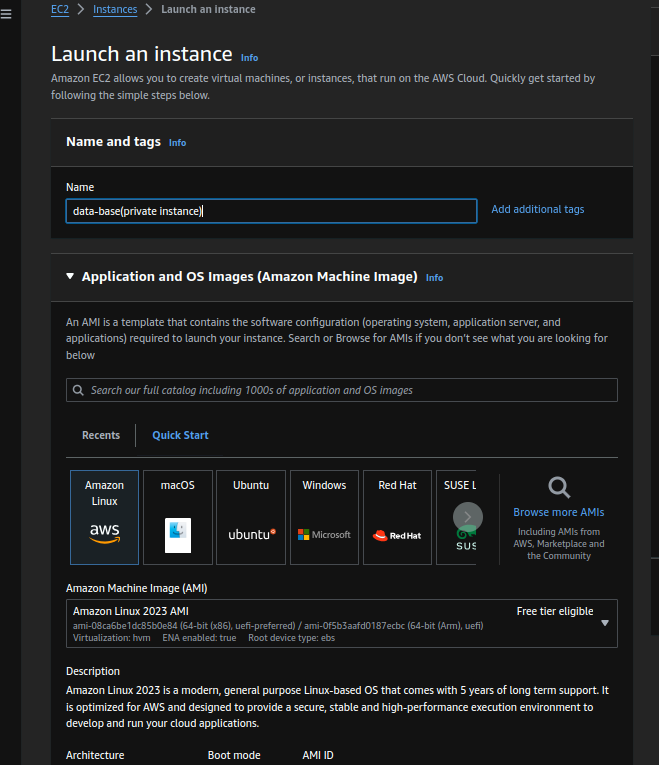 EC2 > Instances > Launch an instance
Launch an instance Info
Amazon EC2 allows you to create virtual machines, or instances, that run on the AWS Cloud. Quickly get started by
following the simple steps below.
Name and tags Info
Name
data-base(private instance)
Add additional tags
Application and OS Images (Amazon Machine Image) Info
An AMI is a template that contains the software configuration (operating system, application server, and
applications) required to launch your instance. Search or Browse for AMIs if you don't see what you are looking for
below
Search our full catalog including 1000s of application and OS images
Recents
Quick Start
Amazon
Linux
aws
macOS
Ubuntu
ubuntu
Windows
Microsoft
Red Hat
Red Hat
SUSE L
SUS
Browse more AMIs
Including AMIs from
AWS, Marketplace and
the Community
Amazon Machine Image (AMI)
Amazon Linux 2023 AMI
Free tier eligible
ami-08ca6be1dc85b0e84 (64-bit (x86), uefi-preferred) / ami-0f5b3aafd0187ecbc (64-bit (Arm), uefi)
Virtualization: hvm ENA enabled: true Root device type: ebs
Description
Amazon Linux 2023 is a modern, general purpose Linux-based OS that comes with 5 years of long term support. It
is optimized for AWS and designed to provide a secure, stable and high-performance execution environment to
develop and run your cloud applications.
Architecture Boot mode AMI ID